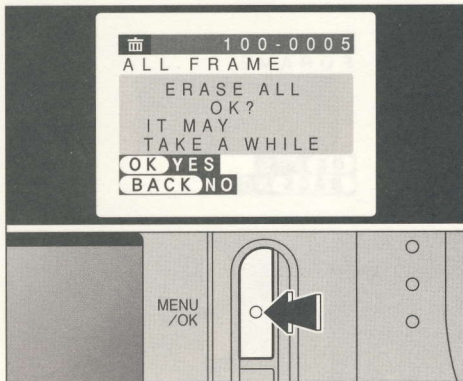 100-0005
ALL FRAME
ERASE ALL
OK?
IT MAY
TAKE A WHILE
OK YES
BACK NO
MENU
/OK